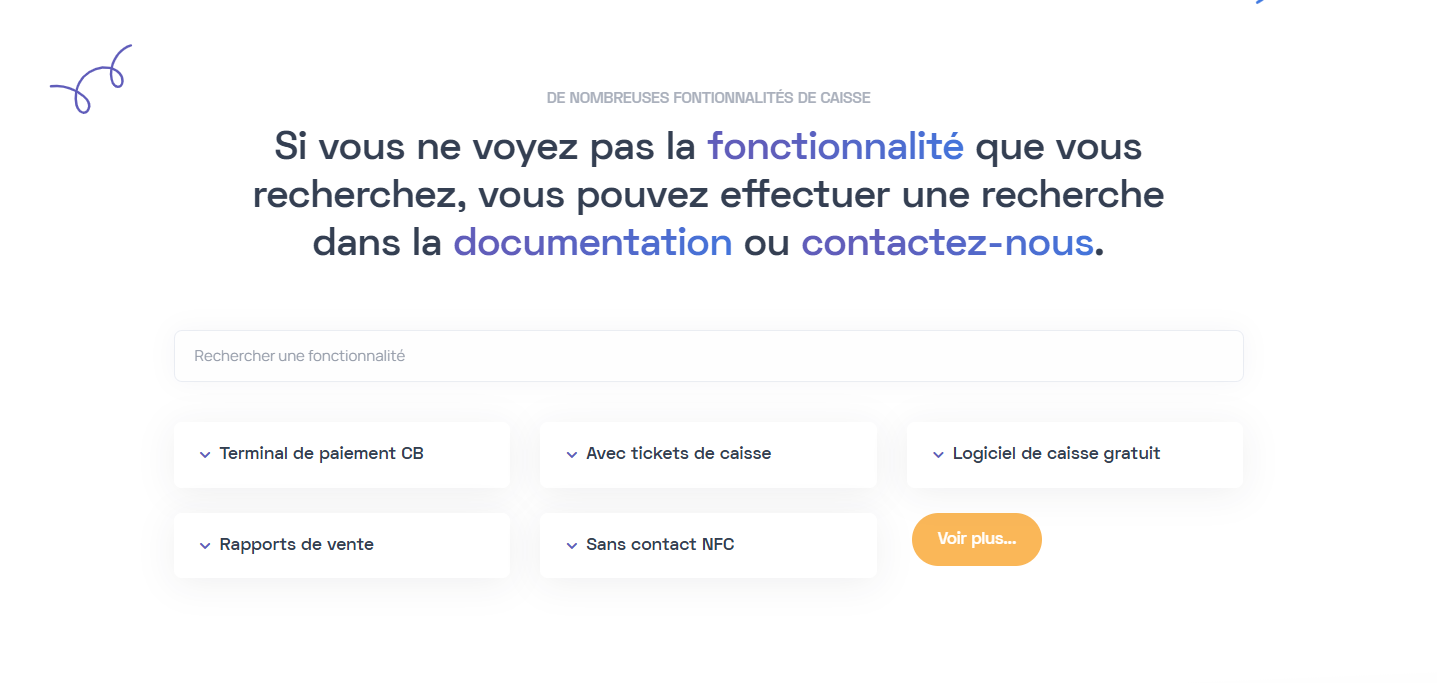 DE NOMBREUSES FONTIONNALITÉS DE CAISSE
Si vous ne voyez pas la fonctionnalité que vous
recherchez, vous pouvez effectuer une recherche
dans la documentation ou contactez-nous.
Rechercher une fonctionnalité
Terminal de paiement CB
Avec tickets de caisse
Logiciel de caisse gratuit
Rapports de vente
Sans contact NFC
Voir plus...